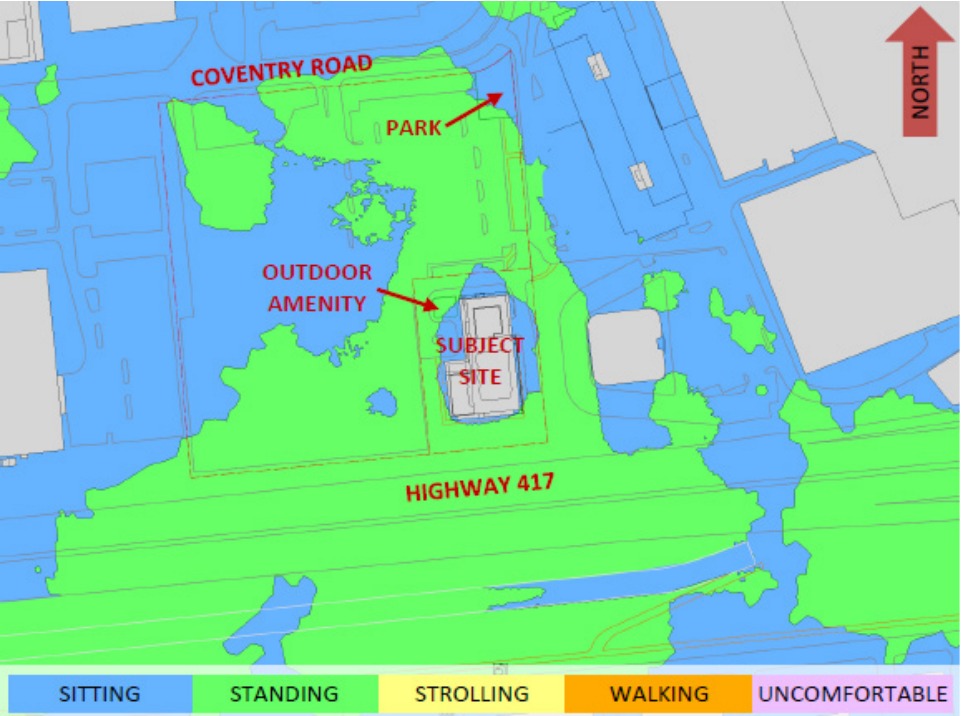 COVENTRY ROAD
NORTH
PARK
OUTDOOR
AMENITY
SUBJECT
SITE
HIGHWAY 417
SITTING STANDING STROLLING WALKING UNCOMFORTABLE